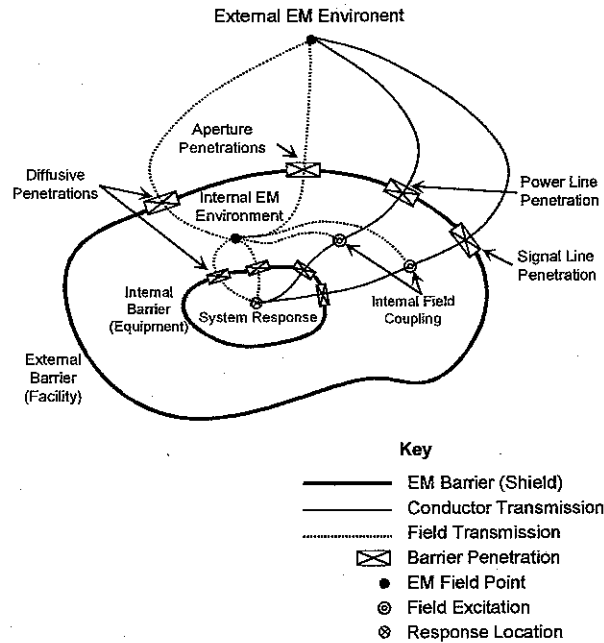 External EM Environent
Aperture
Penetrations
Diffusive
Penetrations
Internal EM
Environment
Power Line
Penetration
Signal Line
Penetration
Internal
Barrier
(Equipment)
System Response
Internal Field
Coupling
External
Barrier
(Facility)
Key
EM Barrier (Shield)
Conductor Transmission
Field Transmission
Barrier Penetration
EM Field Point
Field Excitation
Response Location